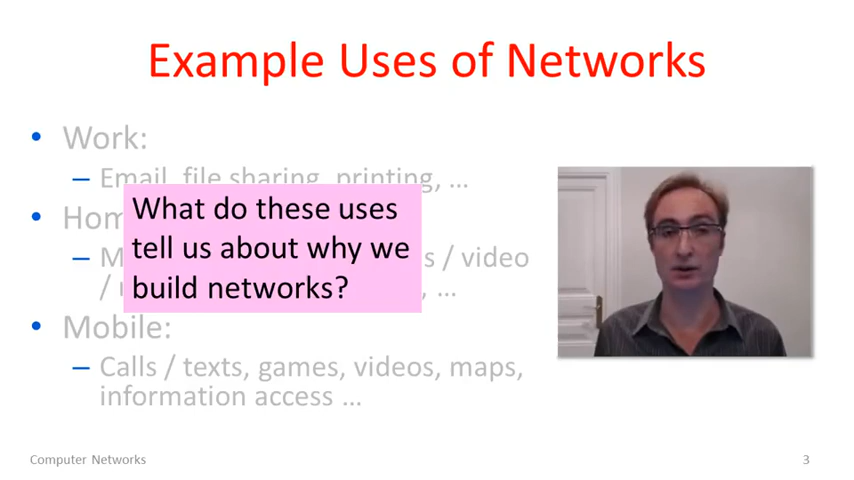 Example Uses of Networks
• Work:
– Email, file sharing, printing, …
• Hom
What do these uses
tell us about why we
build networks?
– M s / video
/ , …
• Mobile:
– Calls / texts, games, videos, maps,
information access …
Computer Networks
3